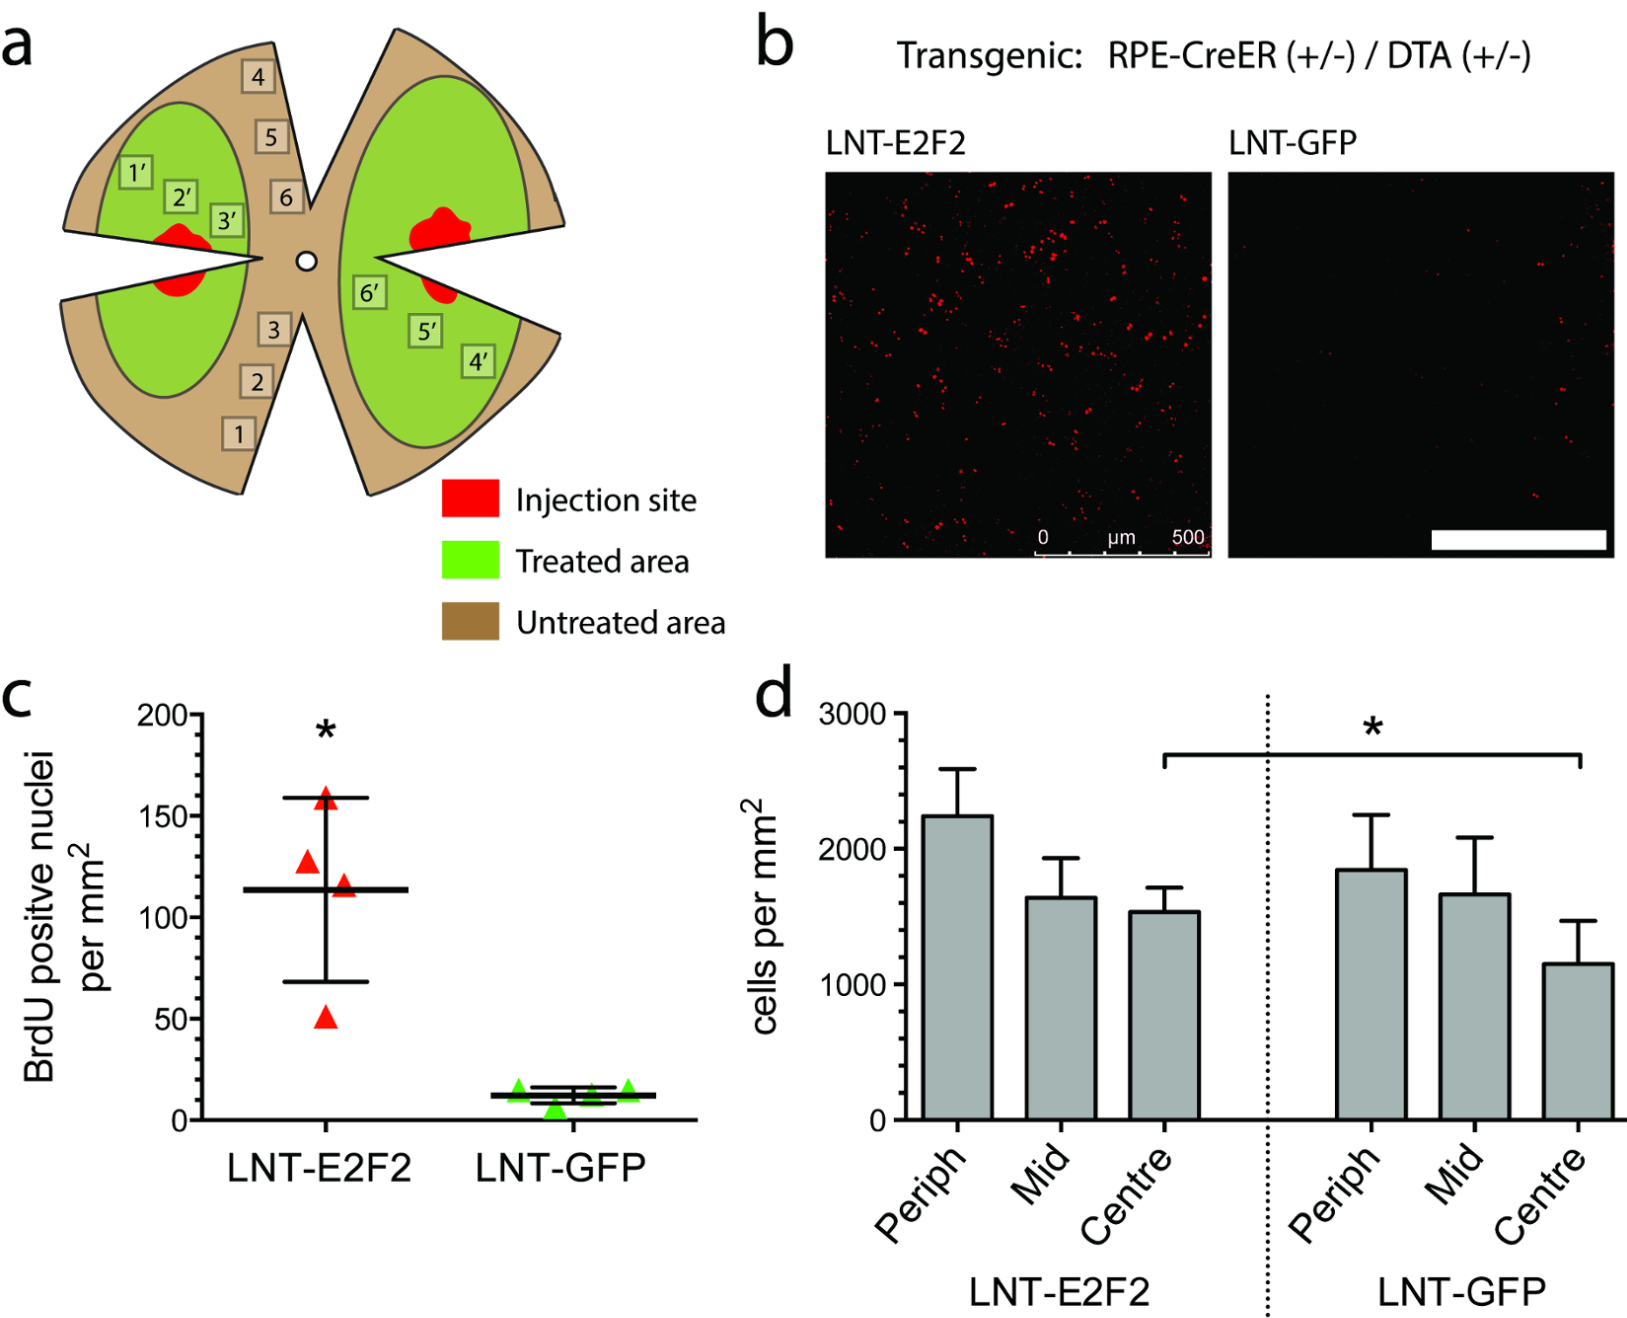 a
4
5
6
1′
2′
3′
3
2
1
6′
5′
4′
Injection site
Treated area
Untreated area
b
Transgenic: RPE-CreER (+/-) / DTA (+/-)
LNT-E2F2
LNT-GFP
0 µm 500
c
200
150
100
50
0
BrdU positve nuclei
per mm2
*
LNT-E2F2
LNT-GFP
d
3000
2000
1000
0
cells per mm2
*
Periph
Mid
Centre
Periph
Mid
Centre
LNT-E2F2
LNT-GFP